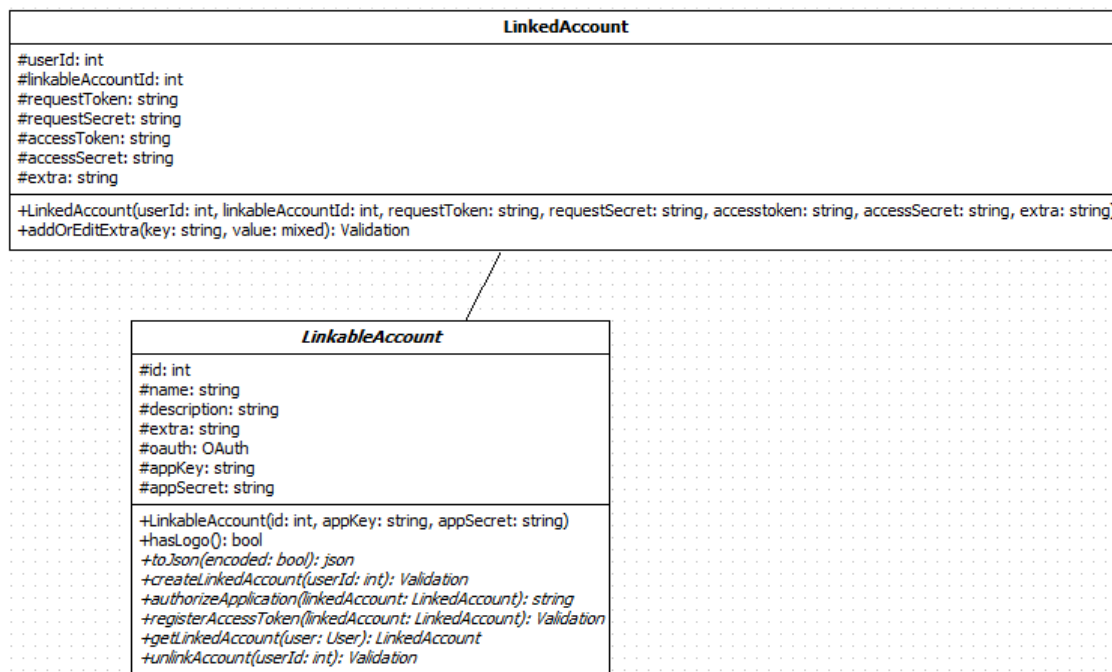 LinkedAccount
#userId: int
#linkableAccountId: int
#requestToken: string
#requestSecret: string
#accessToken: string
#accessSecret: string
#extra: string
+LinkedAccount(userId: int, linkableAccountId: int, requestToken: string, requestSecret: string, accesstoken: string, accessSecret: string, extra: string)
+addOrEditExtra(key: string, value: mixed): Validation
LinkableAccount
#id: int
#name: string
#description: string
#extra: string
#oauth: OAuth
#appKey: string
#appSecret: string
+LinkableAccount(id: int, appKey: string, appSecret: string)
+hasLogo(): bool
+toJson(encoded: bool): json
+createLinkedAccount(userId: int): Validation
+authorizeApplication(linkedAccount: LinkedAccount): string
+registerAccessToken(linkedAccount: LinkedAccount): Validation
+getLinkedAccount(user: User): LinkedAccount
+unlinkAccount(userId: int): Validation